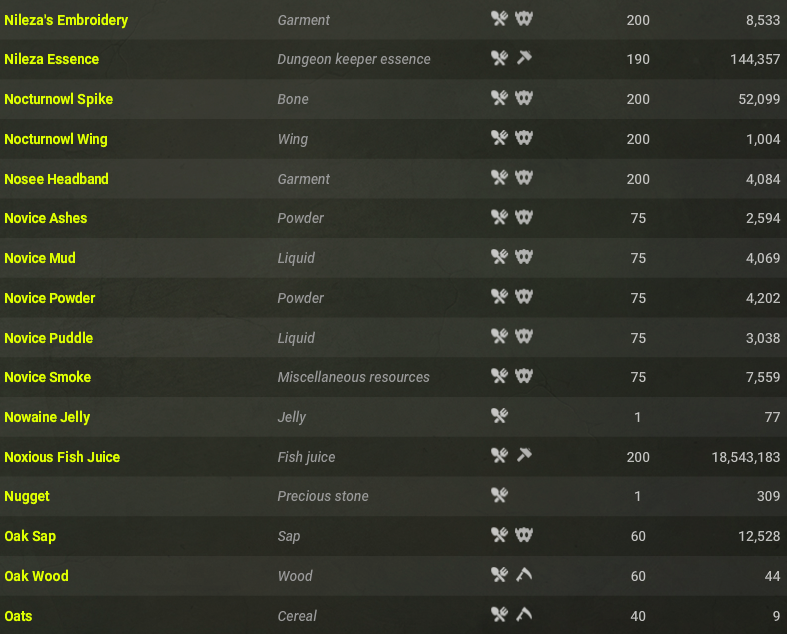 Nileza's Embroidery Garment 200 8,533
Nileza Essence Dungeon keeper essence 190 144,357
Nocturnowl Spike Bone 200 52,099
Nocturnowl Wing Wing 200 1,004
Nosee Headband Garment 200 4,084
Novice Ashes Powder 75 2,594
Novice Mud Liquid 75 4,069
Novice Powder Powder 75 4,202
Novice Puddle Liquid 75 3,038
Novice Smoke Miscellaneous resources 75 7,559
Nowaine Jelly Jelly 1 77
Noxious Fish Juice Fish juice 200 18,543,183
Nugget Precious stone 1 309
Oak Sap Sap 60 12,528
Oak Wood Wood 60 44
Oats Cereal 40 9